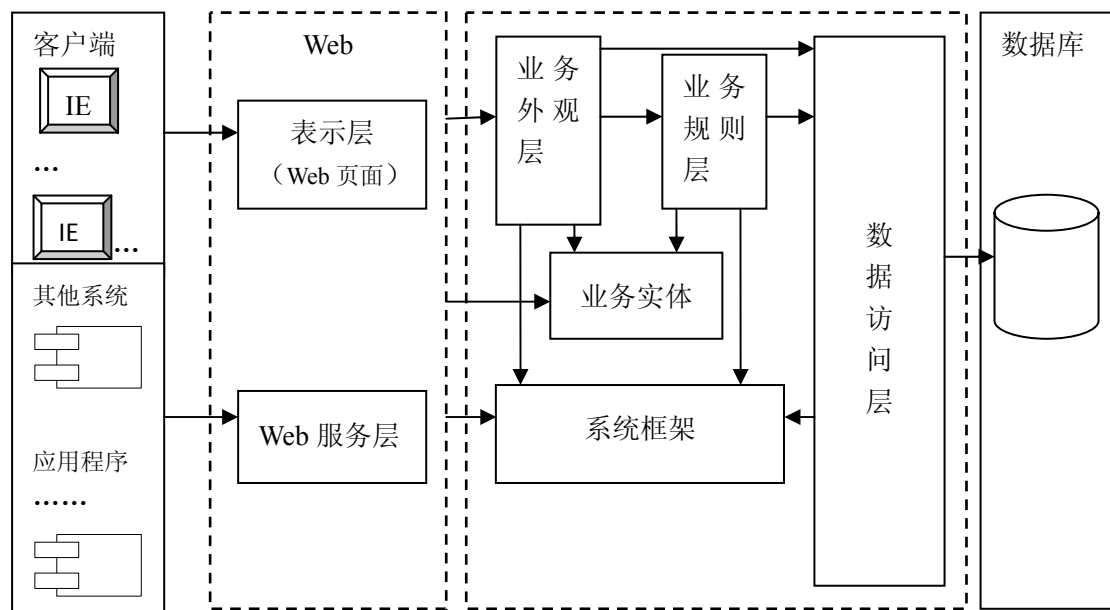 客户端
IE
...
IE
...
其他系统
应用程序
……
Web
表示层
（Web 页面）
Web 服务层
业 务
外 观
层
业 务
规 则
层
业务实体
系统框架
数
据
访
问
层
数据库